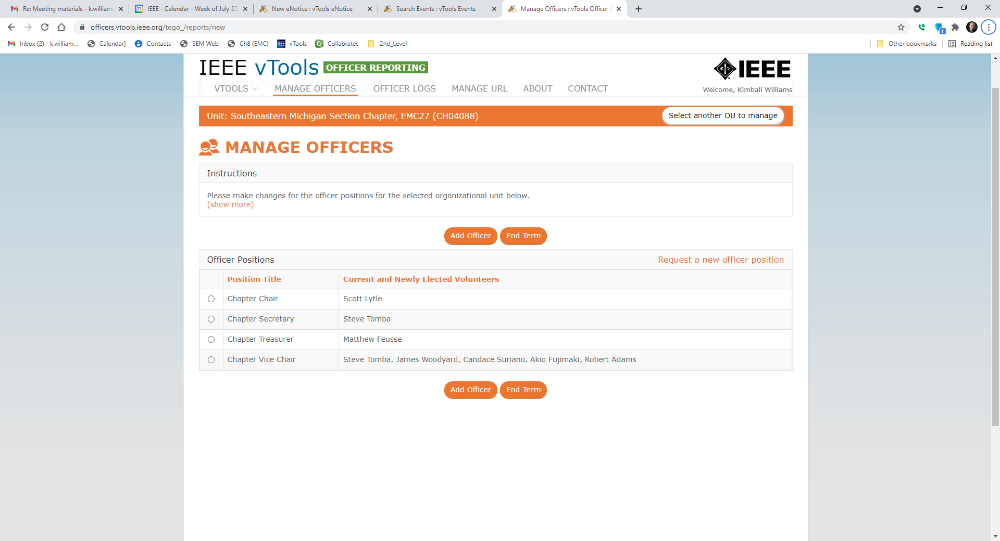 Re: Meeting materials - k.williams
IEEE - Calendar - Week of July 25
New eNotice : vTools eNotice
Search Events : vTools Events
Manage Officers : vTools Officer
officers.vtools.ieee.org/tego_/reports/new
1
Inbox (2) - k.william...
Calendar]
Contacts
SEM Web
Ch8 (EMC)
IEEE vTools
Collabratec
2nd_Level
Other bookmarks
Reading list
IEEE vTools OFFICER REPORTING
IEEE
VTOOLS MANAGE OFFICERS OFFICER LOGS MANAGE URL ABOUT CONTACT
Welcome, Kimball Williams
Unit: Southeastern Michigan Section Chapter, EMC27 (CH04088)
Select another OU to manage
MANAGE OFFICERS
Instructions
Please make changes for the officer positions for the selected organizational unit below.
(show more)
Add Officer End Term
Officer Positions
Request a new officer position
Position Title Current and Newly Elected Volunteers
Chapter Chair Scott Lytle
Chapter Secretary Steve Tomba
Chapter Treasurer Matthew Feusse
Chapter Vice Chair Steve Tomba, James Woodyard, Candace Suriano, Akio Fujimaki, Robert Adams
Add Officer End Term